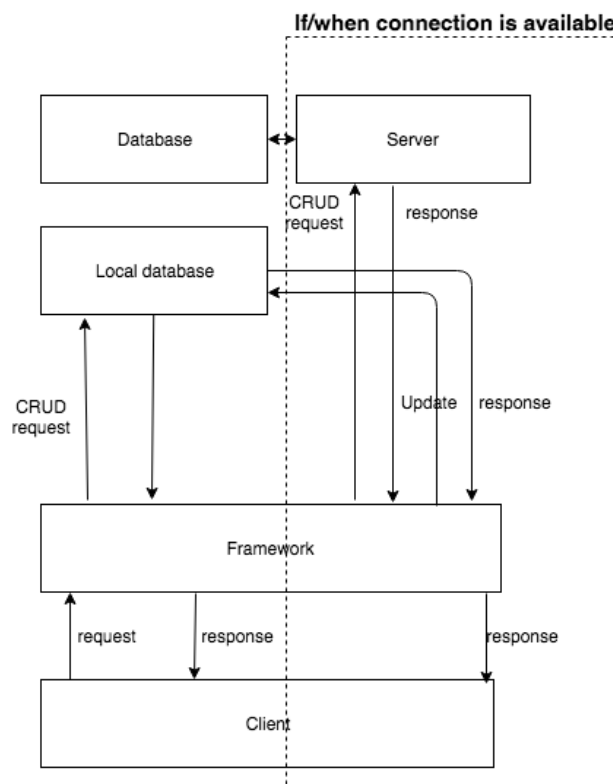 If/when connection is available
Database
Server
CRUD
request
response
Local database
CRUD
request
Update
response
Framework
request
response
response
Client